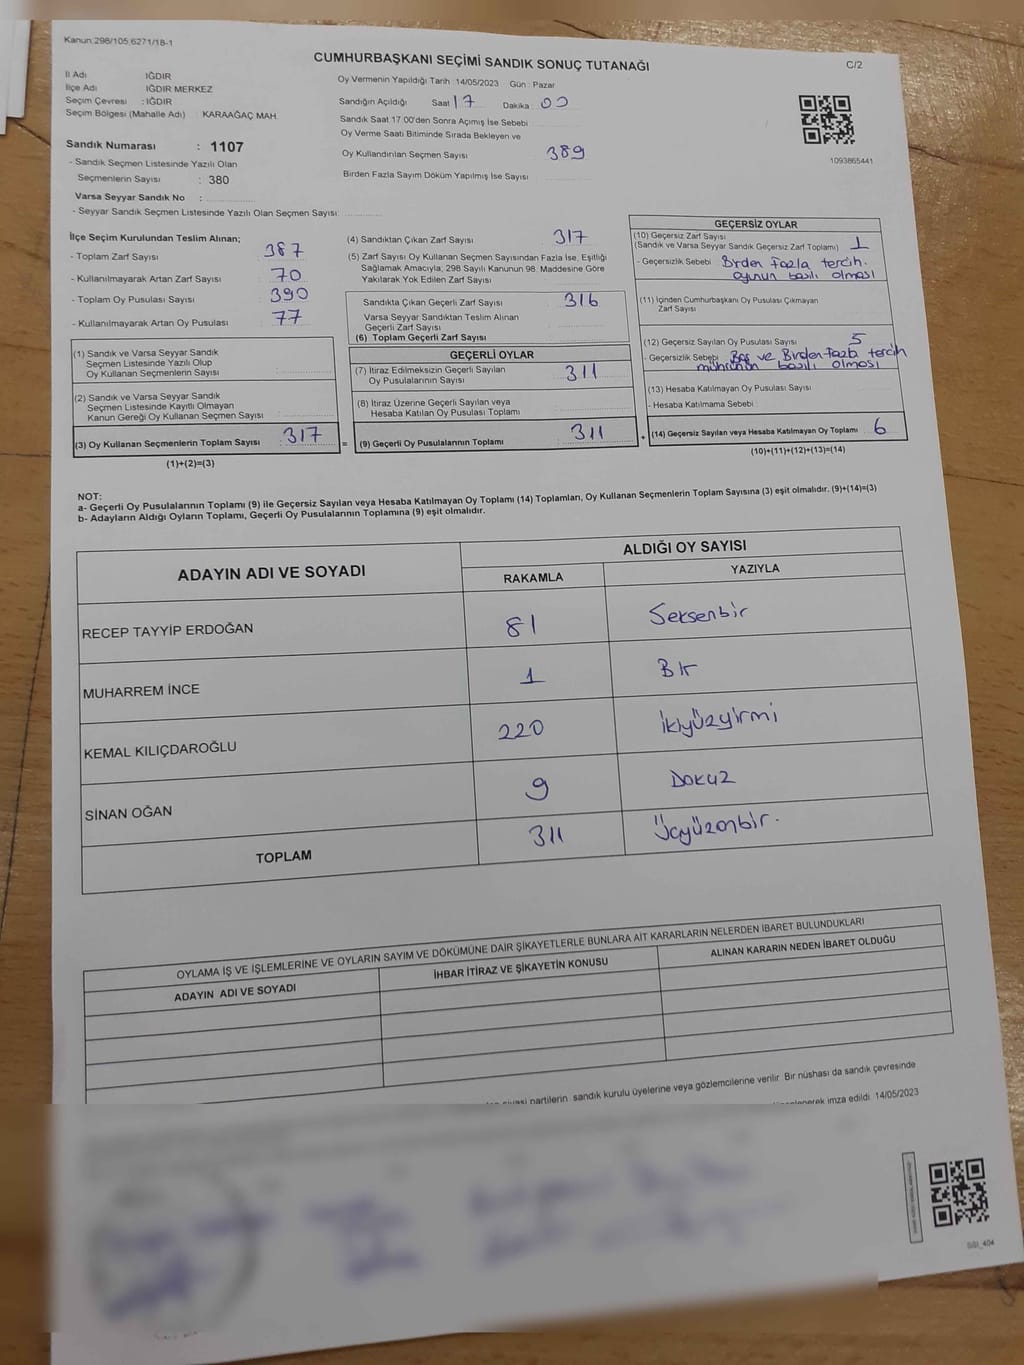 Kanun:298/105;6271/18-1
CUMHURBAŞKANI SEÇİMİ SANDIK SONUÇ TUTANAĞI
C/2
İl Adı IĞDIR
İlçe Adı IĞDIR MERKEZ
Seçim Çevresi : IĞDIR
Seçim Bölgesi (Mahalle Adı) KARAAĞAÇ MAH.
Sandık Numarası : 1107
- Sandık Seçmen Listesinde Yazılı Olan
Seçmenlerin Sayısı : 380
Varsa Seyyar Sandık No :
- Seyyar Sandık Seçmen Listesinde Yazılı Olan Seçmen Sayısı:
Oy Vermenin Yapıldığı Tarih :14/05/2023 Gün : Pazar
Sandığın Açıldığı Saat 17 Dakika 00
Sandık Saat 17:00'den Sonra Açımış İse Sebebi
Oy Verme Saati Bitiminde Sırada Bekleyen ve
Oy Kullandırılan Seçmen Sayısı 389
Birden Fazla Sayım Döküm Yapılmış İse Sayısı
1093865441
İlçe Seçim Kurulundan Teslim Alınan;
- Toplam Zarf Sayısı : 387
- Kullanılmayarak Artan Zarf Sayısı : 70
- Toplam Oy Pusulası Sayısı : 390
- Kullanılmayarak Artan Oy Pusulası : 77
(1) Sandık ve Varsa Seyyar Sandık
Seçmen Listesinde Yazılı Olup
Oy Kullanan Seçmenlerin Sayısı
(2) Sandık ve Varsa Seyyar Sandık
Seçmen Listesinde Kayıtlı Olmayan
Kanun Gereği Oy Kullanan Seçmen Sayısı
(3) Oy Kullanan Seçmenlerin Toplam Sayısı : 317
(1)+(2)=(3)
(4) Sandıktan Çıkan Zarf Sayısı 317
(5) Zarf Sayısı Oy Kullanan Seçmen Sayısından Fazla İse, Eşitliği
Sağlamak Amacıyla, 298 Sayılı Kanunun 98. Maddesine Göre
Yakılarak Yok Edilen Zarf Sayısı
Sandıkta Çıkan Geçerli Zarf Sayısı 316
Varsa Seyyar Sandıktan Teslim Alınan
Geçerli Zarf Sayısı
(6) Toplam Geçerli Zarf Sayısı
GEÇERLİ OYLAR
(7) İtiraz Edilmeksizin Geçerli Sayılan
Oy Pusulalarının Sayısı 311
(8) İtiraz Üzerine Geçerli Sayılan veya
Hesaba Katılan Oy Pusulası Toplamı
= (9) Geçerli Oy Pusulalarının Toplamı 311
GEÇERSİZ OYLAR
(10) Geçersiz Zarf Sayısı
(Sandık ve Varsa Seyyar Sandık Geçersiz Zarf Toplamı) 1
- Geçersizlik Sebebi Birden Fazla tercih.
oyunun basılı olması
(11) İçinden Cumhurbaşkanı Oy Pusulası Çıkmayan
Zarf Sayısı
(12) Geçersiz Sayılan Oy Pusulası Sayısı 5
- Geçersizlik Sebebi Boş ve Birden Fazla tercih
mührünün basılı olması
(13) Hesaba Katılmayan Oy Pusulası Sayısı
- Hesaba Katılmama Sebebi
+ (14) Geçersiz Sayılan veya Hesaba Katılmayan Oy Toplamı : 6
(10)+(11)+(12)+(13)=(14)
NOT:
a- Geçerli Oy Pusulalarının Toplamı (9) ile Geçersiz Sayılan veya Hesaba Katılmayan Oy Toplamı (14) Toplamları, Oy Kullanan Seçmenlerin Toplam Sayısına (3) eşit olmalıdır. (9)+(14)=(3)
b- Adayların Aldığı Oyların Toplamı, Geçerli Oy Pusulalarının Toplamına (9) eşit olmalıdır.
ADAYIN ADI VE SOYADI
ALDIĞI OY SAYISI
RAKAMLA YAZIYLA
RECEP TAYYİP ERDOĞAN 81 Seksenbir
MUHARREM İNCE 1 Bir
KEMAL KILIÇDAROĞLU 220 İkiyüzyirmi
SİNAN OĞAN 9 Dokuz
TOPLAM 311 Üçyüzonbir.
OYLAMA İŞ VE İŞLEMLERİNE VE OYLARIN SAYIM VE DÖKÜMÜNE DAİR ŞİKAYETLERLE BUNLARA AİT KARARLARIN NELERDEN İBARET BULUNDUKLARI
ADAYIN ADI VE SOYADI İHBAR İTİRAZ VE ŞİKAYETİN KONUSU ALINAN KARARIN NEDEN İBARET OLDUĞU
partilerin sandık kurulu üyelerine veya gözlemcilerine verilir. Bir nüshası da sandık çevresinde
imza edildi. 14/05/2023